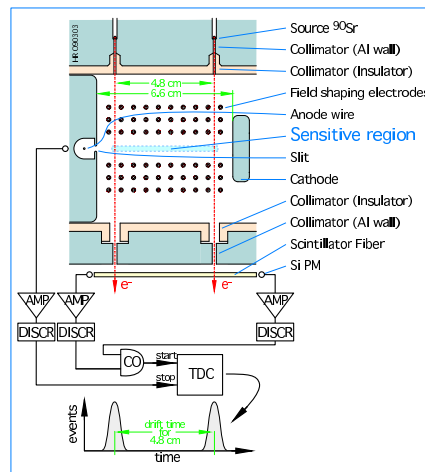 HR 090303
Source ⁹⁰Sr
Collimator (Al wall)
Collimator (Insulator)
4.8 cm
6.6 cm
Field shaping electrodes
Anode wire
Sensitive region
Slit
Cathode
Collimator (Insulator)
Collimator (Al wall)
Scintillator Fiber
Si PM
e⁻ e⁻
AMP AMP AMP
DISCR DISCR DISCR
CO start
stop TDC
events
drift time
for
4.8 cm
time